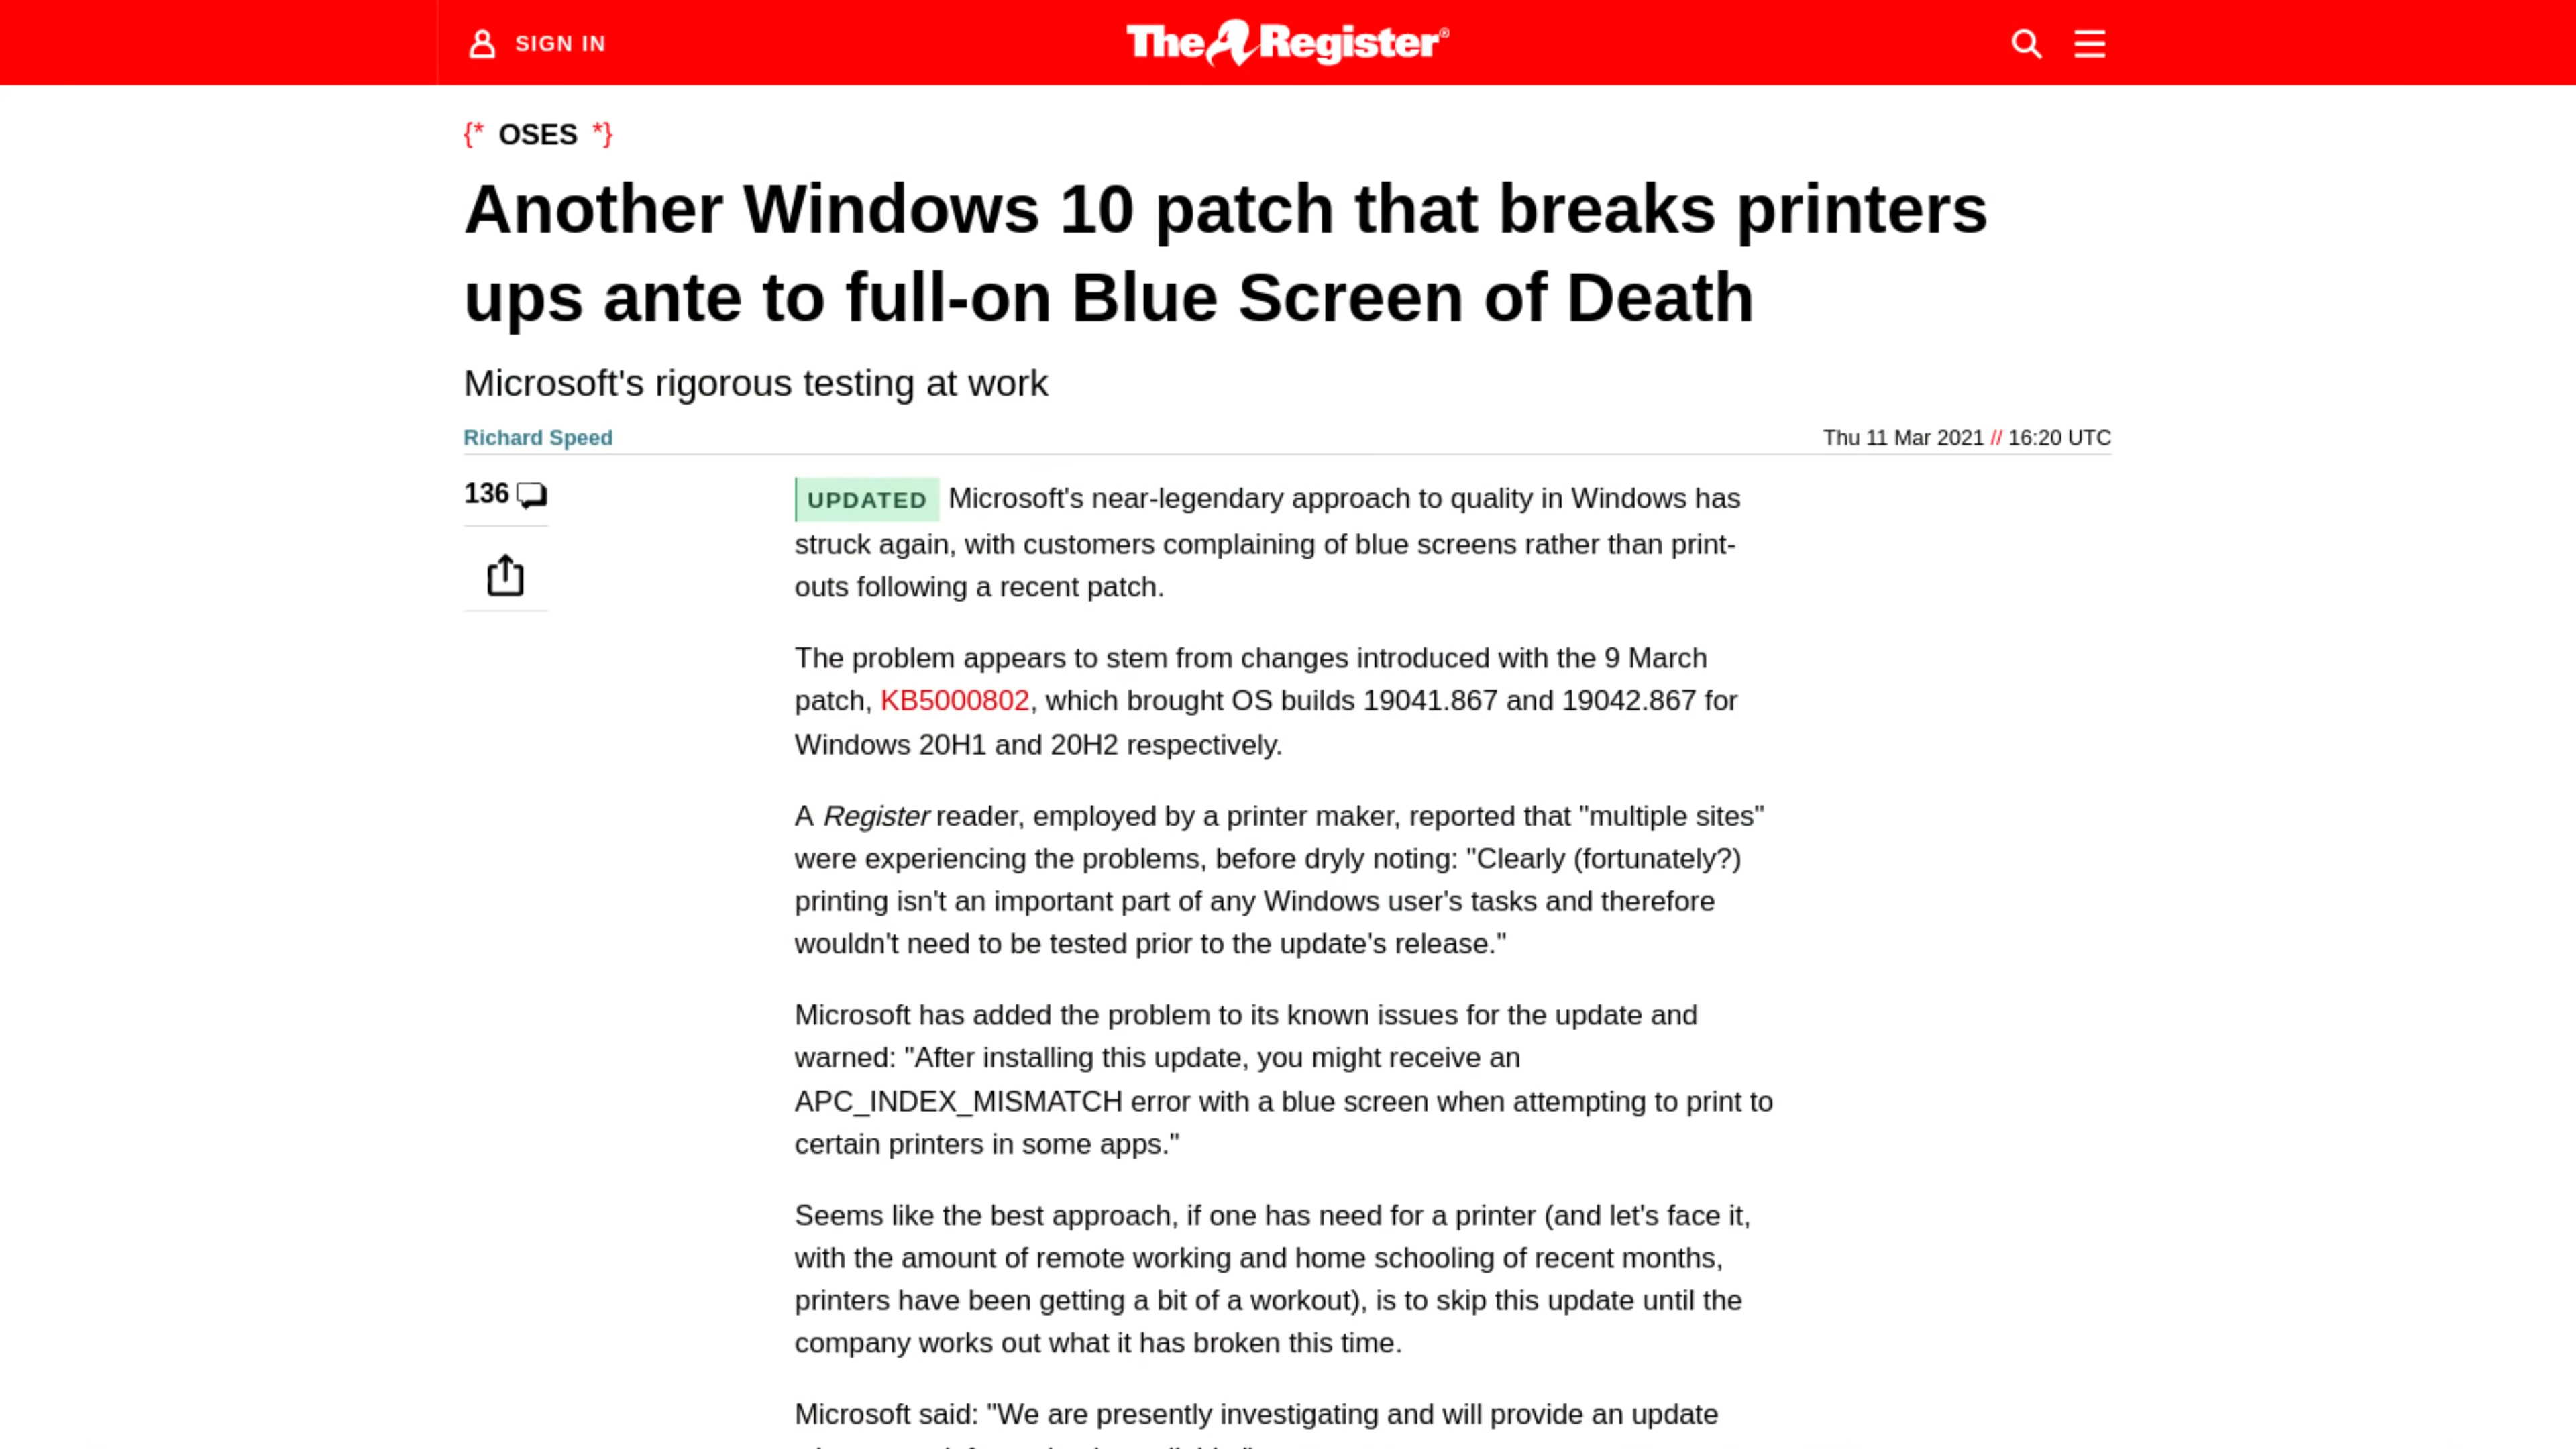 SIGN IN
The Register®
{* OSES *}
Another Windows 10 patch that breaks printers
ups ante to full-on Blue Screen of Death
Microsoft's rigorous testing at work
Richard Speed
Thu 11 Mar 2021 // 16:20 UTC
136
UPDATED Microsoft's near-legendary approach to quality in Windows has
struck again, with customers complaining of blue screens rather than print-
outs following a recent patch.
The problem appears to stem from changes introduced with the 9 March
patch, KB5000802, which brought OS builds 19041.867 and 19042.867 for
Windows 20H1 and 20H2 respectively.
A Register reader, employed by a printer maker, reported that "multiple sites"
were experiencing the problems, before dryly noting: "Clearly (fortunately?)
printing isn't an important part of any Windows user's tasks and therefore
wouldn't need to be tested prior to the update's release."
Microsoft has added the problem to its known issues for the update and
warned: "After installing this update, you might receive an
APC_INDEX_MISMATCH error with a blue screen when attempting to print to
certain printers in some apps."
Seems like the best approach, if one has need for a printer (and let's face it,
with the amount of remote working and home schooling of recent months,
printers have been getting a bit of a workout), is to skip this update until the
company works out what it has broken this time.
Microsoft said: "We are presently investigating and will provide an update